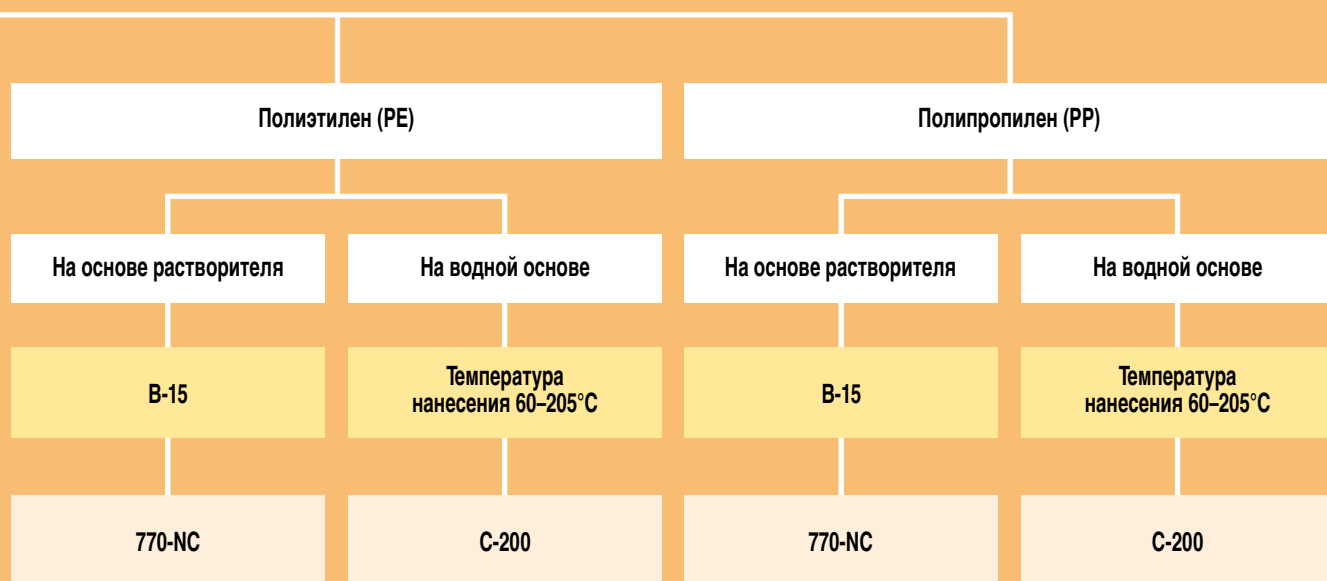 Полиэтилен (PE)
Полипропилен (PP)
На основе растворителя
На водной основе
На основе растворителя
На водной основе
B-15
Температура
нанесения 60–205°C
B-15
Температура
нанесения 60–205°C
770-NC
C-200
770-NC
C-200